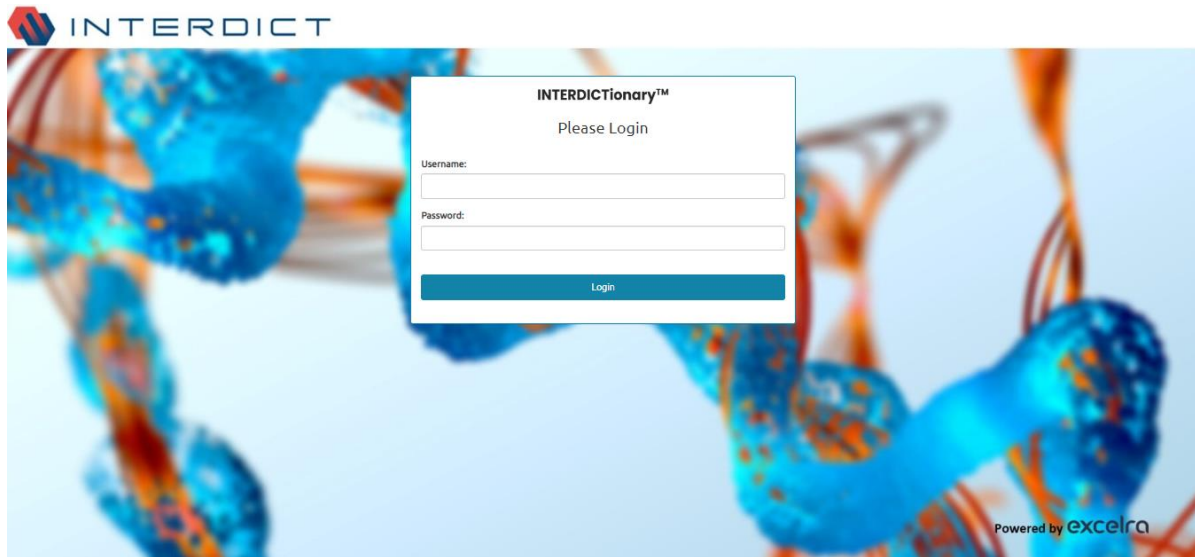 INTERDICT
INTERDICTionary™
Please Login
Username:
Password:
Login
Powered by excelra